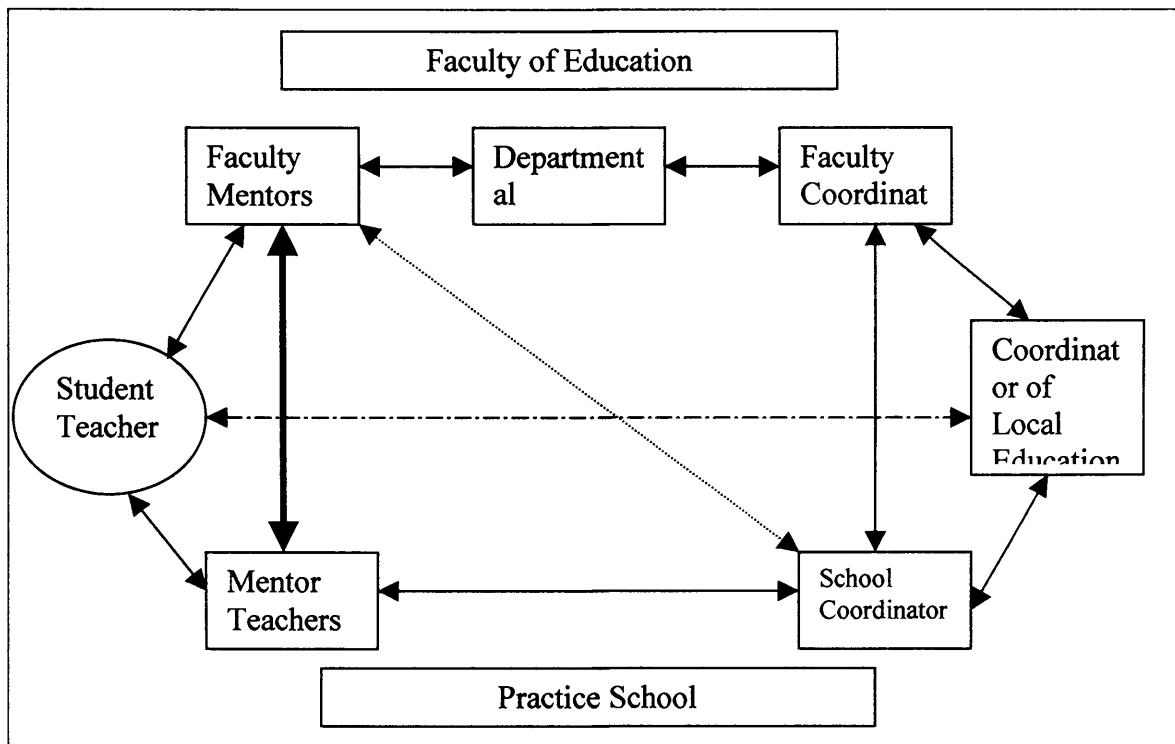 Faculty of Education
Faculty
Mentors
Department
al
Faculty
Coordinat
Student
Teacher
Coordinat
or of
Local
Education
Mentor
Teachers
School
Coordinator
Practice School